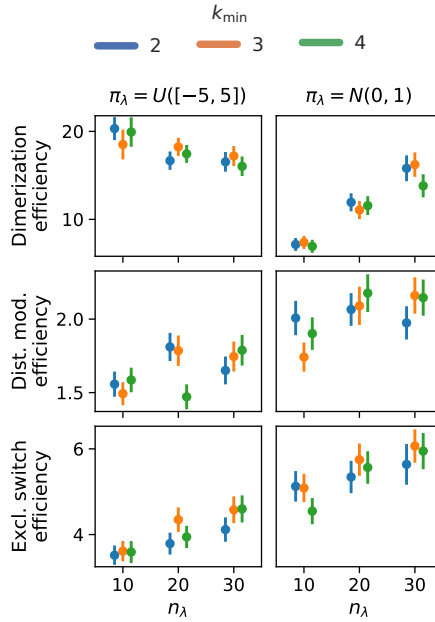 k_min
2 3 4
π_λ = U([−5, 5]) π_λ = N(0, 1)
Dimerization
efficiency
20
10
Dist. mod.
efficiency
2.0
1.5
Excl. switch
efficiency
6
4
10 20 30 10 20 30
n_λ n_λ